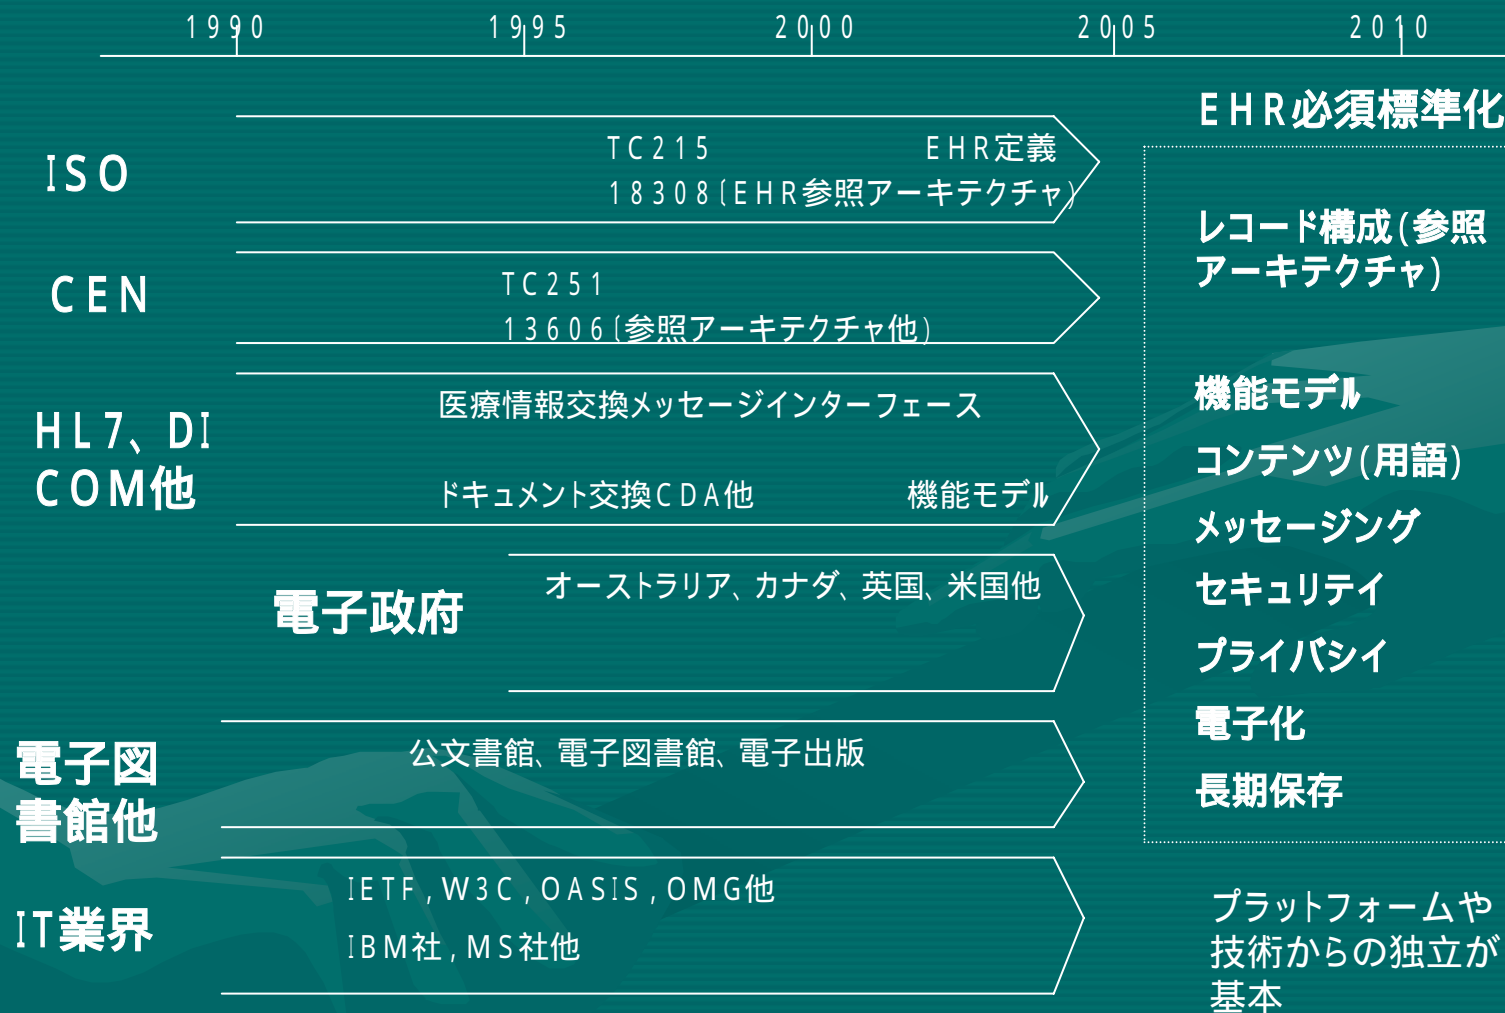 1990 1995 2000 2005 2010
EHR必須標準化
ISO
TC215 EHR定義
18308(EHR参照アーキテクチャ)
CEN
TC251
13606(参照アーキテクチャ他)
HL7、DI
COM他
医療情報交換メッセージインターフェース
ドキュメント交換CDA他 機能モデル
電子政府
オーストラリア、カナダ、英国、米国他
電子図
書館他
公文書館、電子図書館、電子出版
IT業界
IETF,W3C,OASIS,OMG他
IBM社,MS社他
レコード構成(参照
アーキテクチャ)
機能モデル
コンテンツ(用語)
メッセージング
セキュリテイ
プライバシイ
電子化
長期保存
プラットフォームや
技術からの独立が
基本